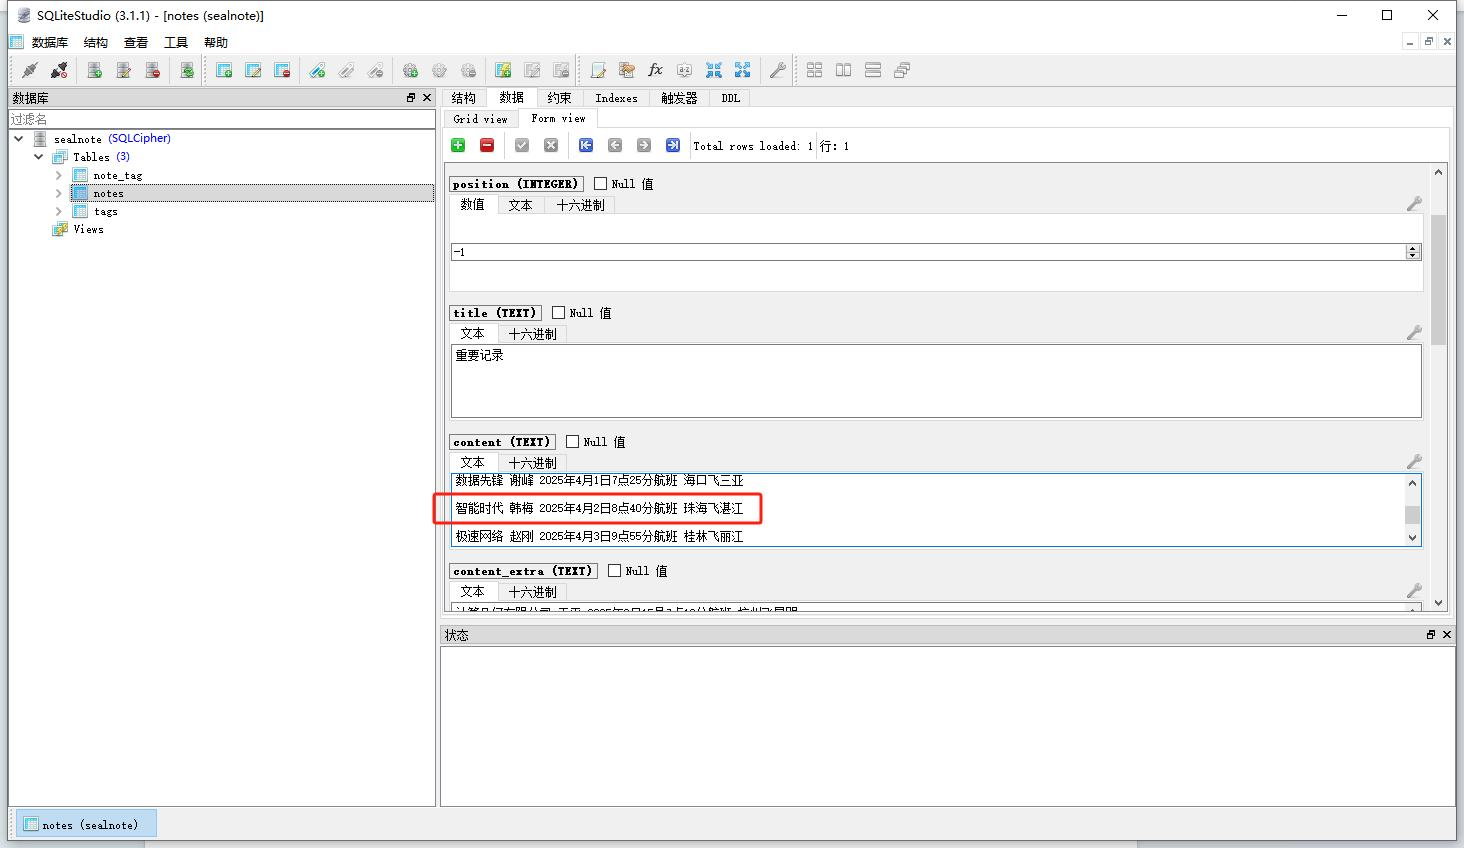 SQLiteStudio (3.1.1) - [notes (sealnote)]
数据库 结构 查看 工具 帮助
数据库
过滤名
sealnote (SQLCipher)
Tables (3)
note_tag
notes
tags
Views
结构 数据 约束 Indexes 触发器 DDL
Grid view Form view
Total rows loaded: 1 行: 1
position (INTEGER) Null 值
数值 文本 十六进制
-1
title (TEXT) Null 值
文本 十六进制
重要记录
content (TEXT) Null 值
文本 十六进制
数据先锋 谢峰 2025年4月1日7点25分航班 海口飞三亚
智能时代 韩梅 2025年4月2日8点40分航班 珠海飞湛江
极速网络 赵刚 2025年4月3日9点55分航班 桂林飞丽江
content_extra (TEXT) Null 值
文本 十六进制
状态
notes (sealnote)